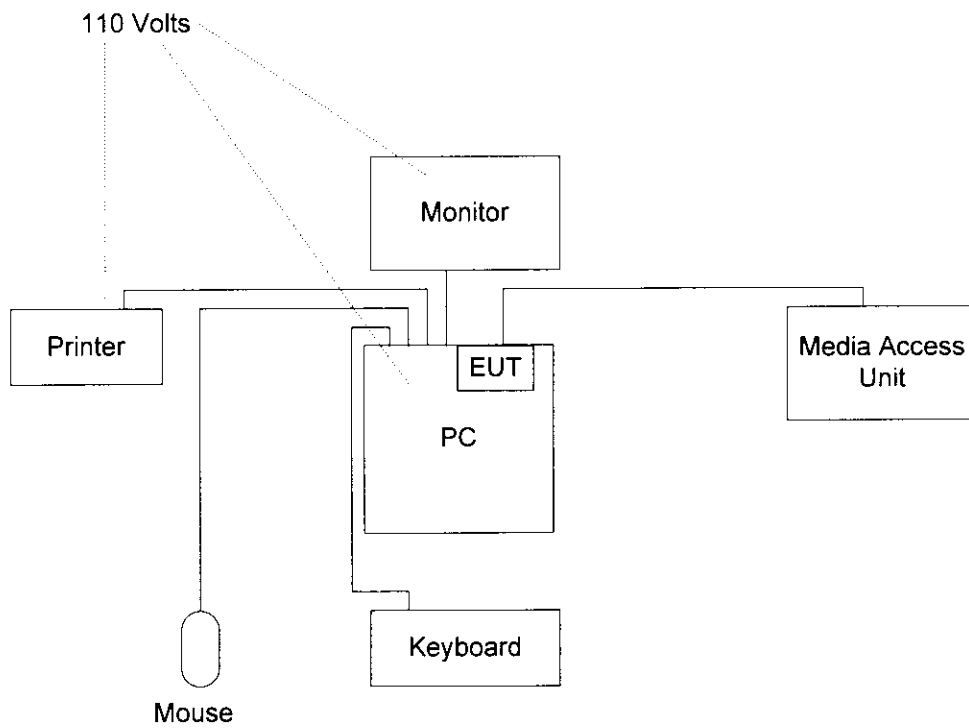 110 Volts
Monitor
Printer
EUT
Media Access
Unit
PC
Keyboard
Mouse